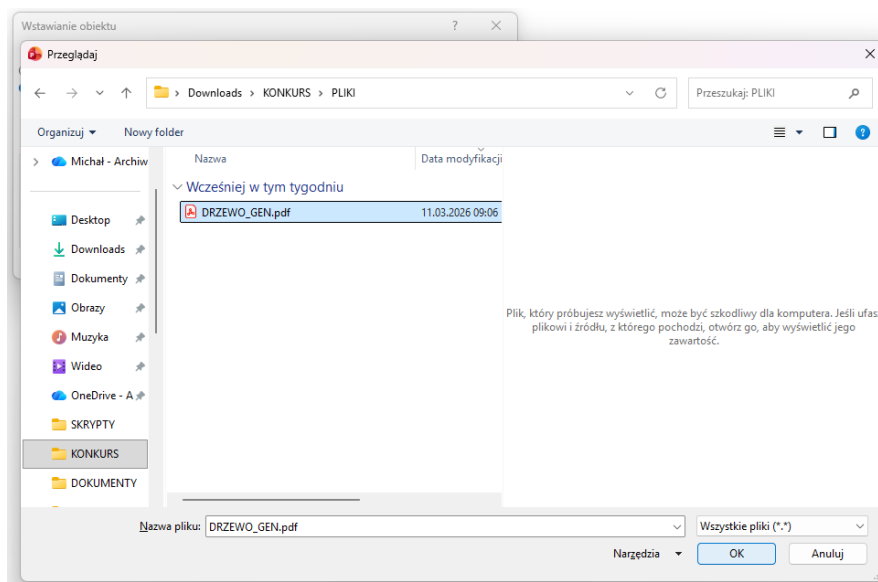 Wstawianie obiektu
Przeglądaj
Downloads > KONKURS > PLIKI
Przeszukaj: PLIKI
Organizuj
Nowy folder
Michał - Archiw
Nazwa
Data modyfikacji
Wcześniej w tym tygodniu
DRZEWO_GEN.pdf
11.03.2026 09:06
Desktop
Downloads
Dokumenty
Obrazy
Muzyka
Wideo
OneDrive - A
SKRYPTY
KONKURS
DOKUMENTY
Plik, który próbujesz wyświetlić, może być szkodliwy dla komputera. Jeśli ufas
plikowi i źródłu, z którego pochodzi, otwórz go, aby wyświetlić jego
zawartość.
Nazwa pliku: DRZEWO_GEN.pdf
Wszystkie pliki (*.*)
Narzędzia
OK
Anuluj